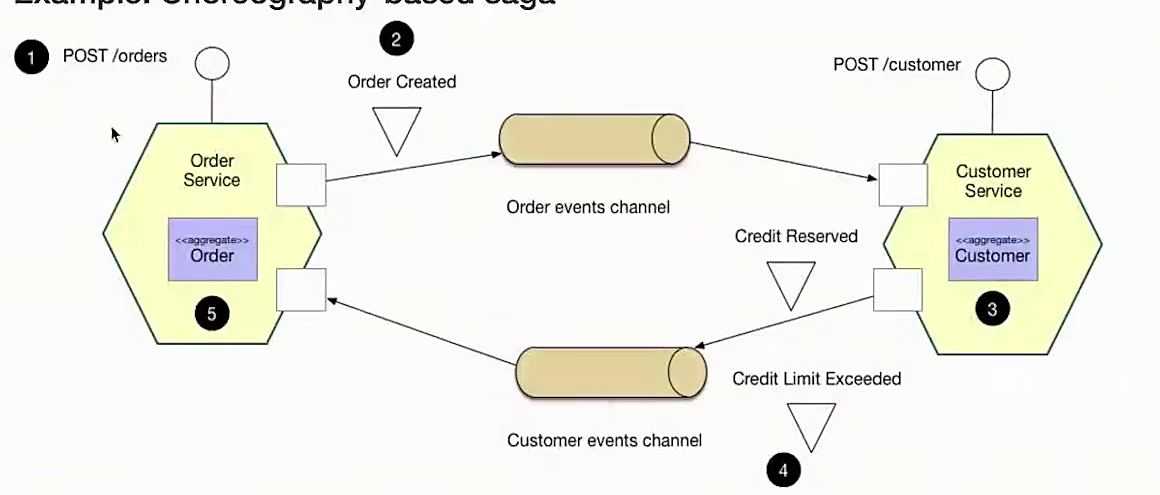 Example: Choreography-based saga
1
POST /orders
2
Order Created
POST /customer
Order
Service
<<aggregate>>
Order
5
Order events channel
Customer
Service
<<aggregate>>
Customer
3
Credit Reserved
Credit Limit Exceeded
4
Customer events channel